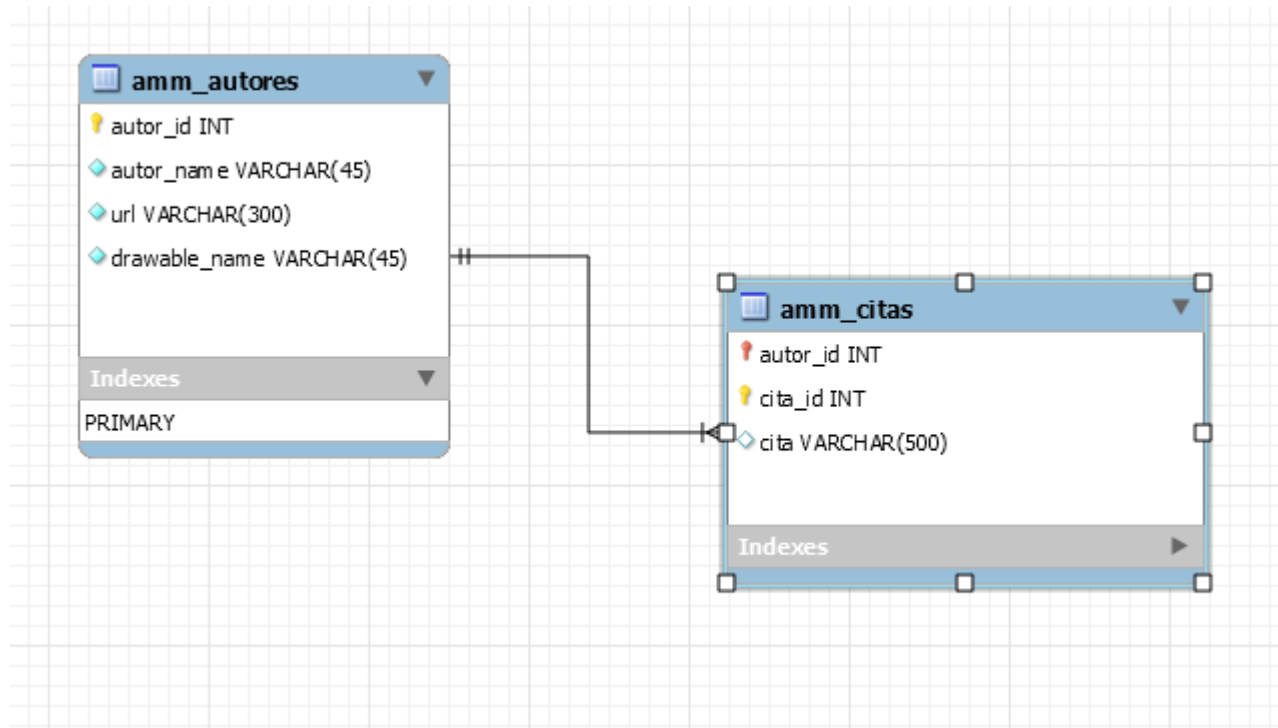 amm_autores
autor_id INT
autor_name VARCHAR(45)
url VARCHAR(300)
drawable_name VARCHAR(45)
Indexes
PRIMARY
amm_citas
autor_id INT
cita_id INT
cita VARCHAR(500)
Indexes